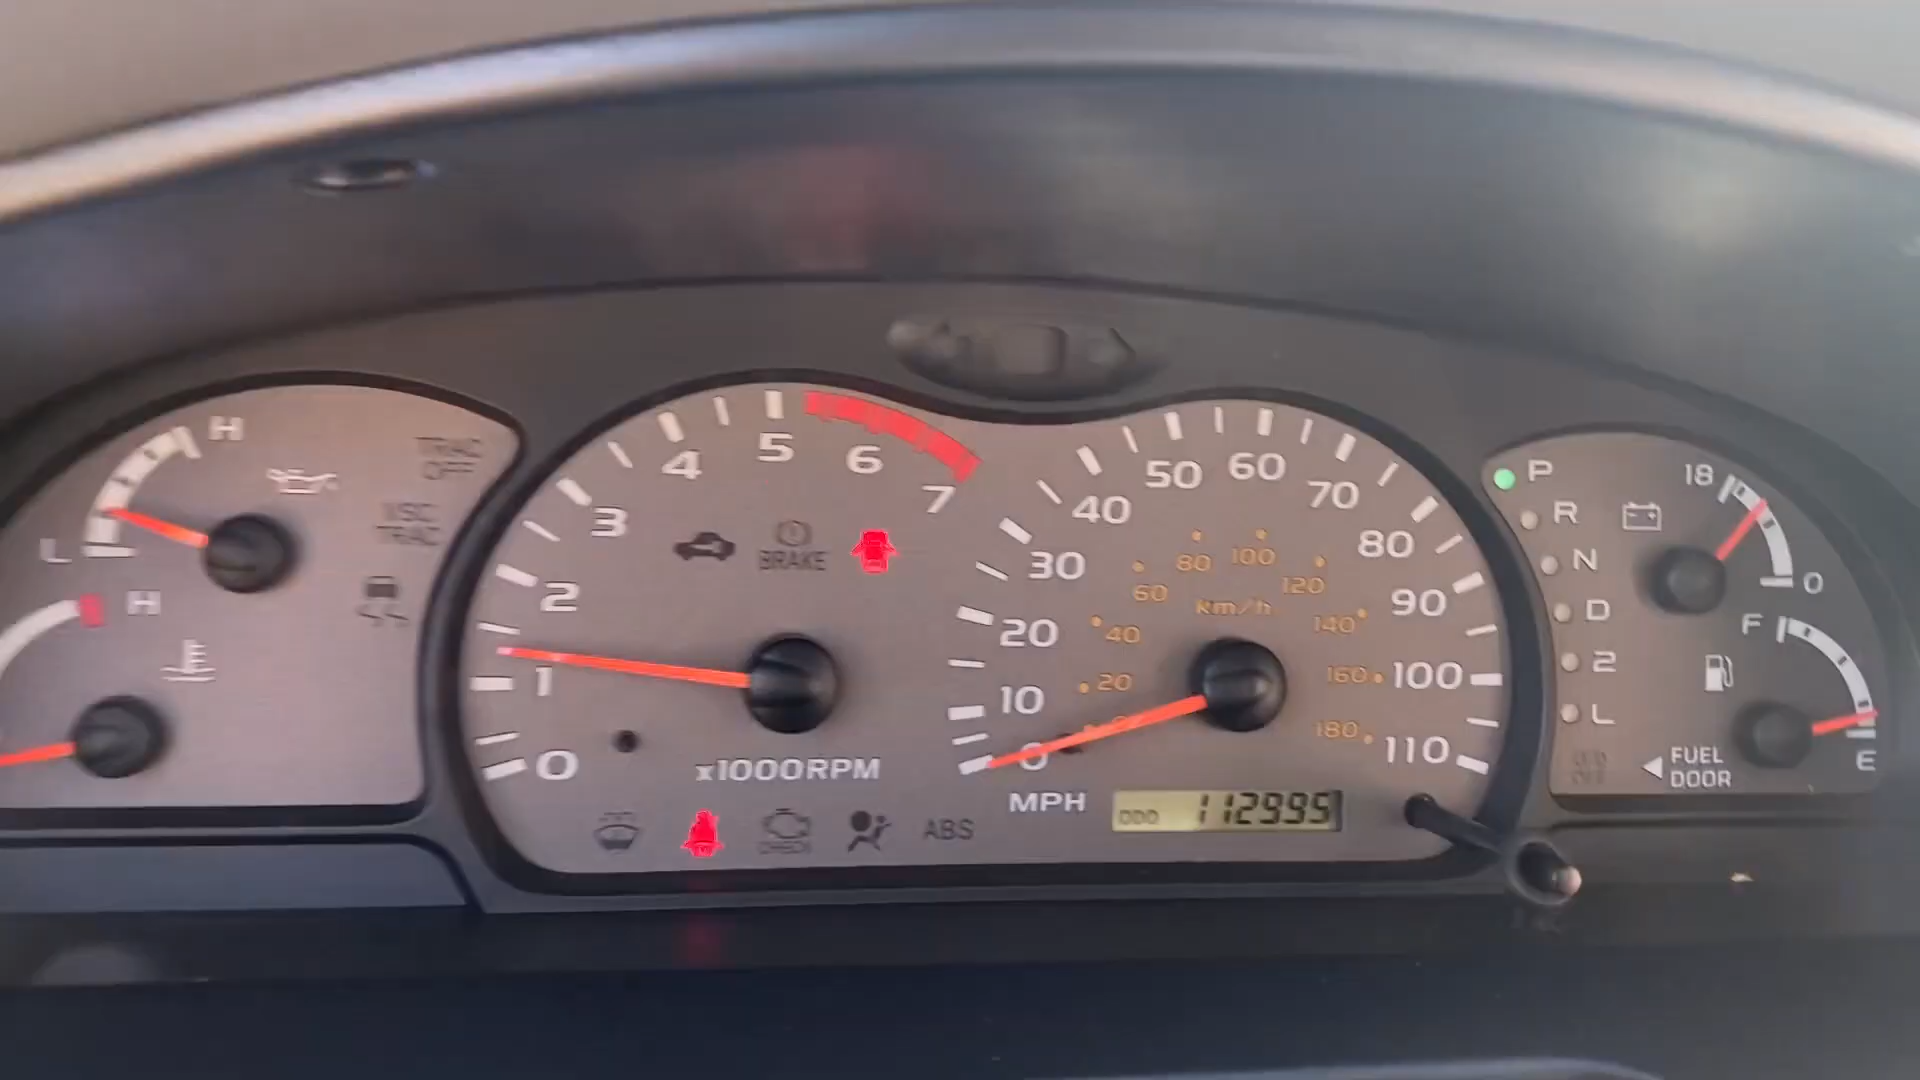 H
L
TRAC
OFF
VSC
TRAC
H
0
1
2
3
4
5
6
7
BRAKE
x1000RPM
CHECK
ABS
0
10
20
30
40
50
60
70
80
90
100
110
20
40
60
80
100
120
140
160
180
km/h
MPH
ODO 112995
P
R
N
D
2
L
18
0
F
E
FUEL
DOOR